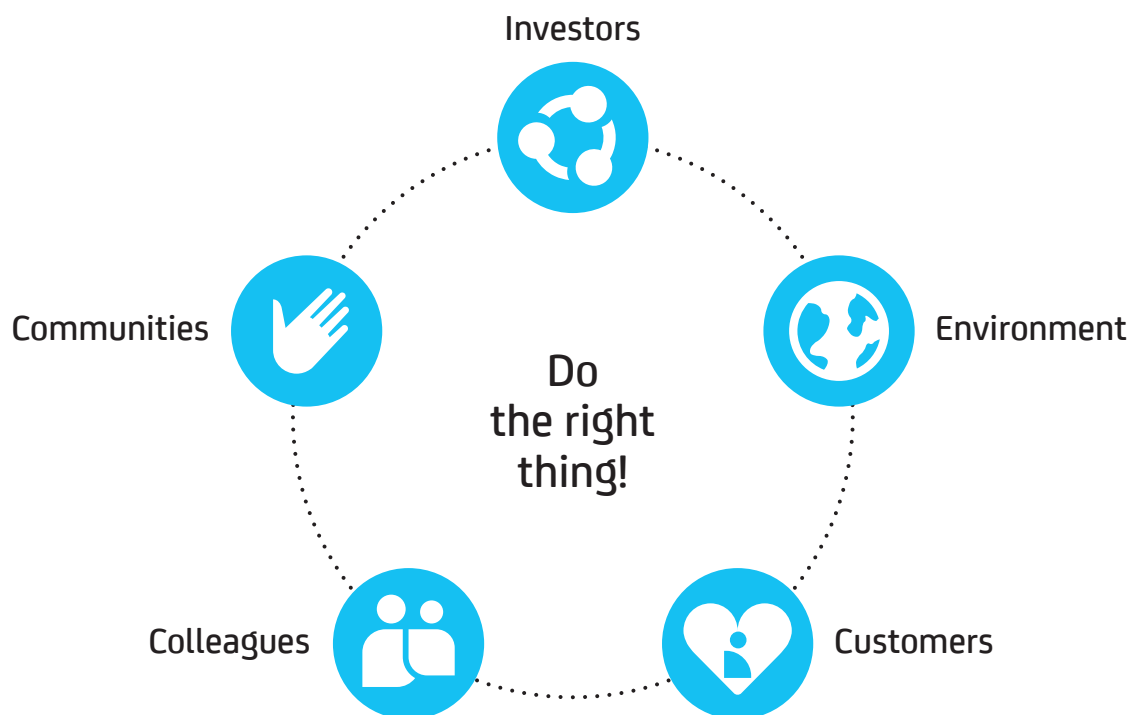 Investors
Communities
Environment
Do
the right
thing!
Colleagues
Customers